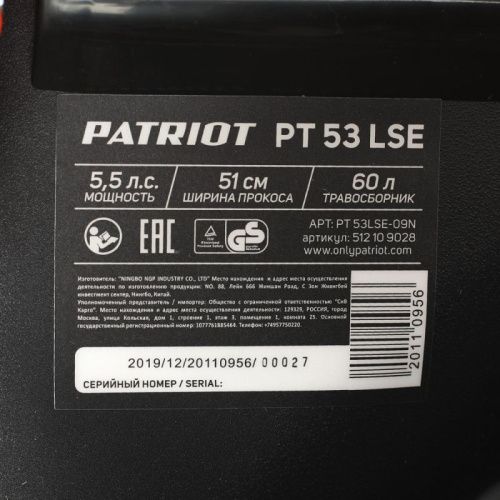 PATRIOT PT 53 LSE
5,5 л.с. 51 см 60 л
МОЩНОСТЬ ШИРИНА ПРОКОСА ТРАВОСБОРНИК
АРТ: PT 53LSE-09N
артикул: 512 10 9028
www.onlypatriot.com
Изготовитель: "NINGBO NGP INDUSTRY CO., LTD" Место нахождения и адрес места осуществления
деятельности по изготовлению продукции: NO. 88, Лейн 666 Жиншан Роад, С Зон Жиангбей
инвестмент сентер, Нингбо, Китай.
Уполномоченный представитель / импортер: Общество с ограниченной ответственностью "СнВ
Карго". Место нахождения и адрес места осуществления деятельности: 129329, РОССИЯ, город
Москва, улица Кольская, дом 1, строение 1, этаж 3, помещение 1, комната 25. Основной
государственный регистрационный номер: 1077761885464. Телефон: +74957750220.
2019/12/20110956/ 00027
СЕРИЙНЫЙ НОМЕР / SERIAL:
20110956